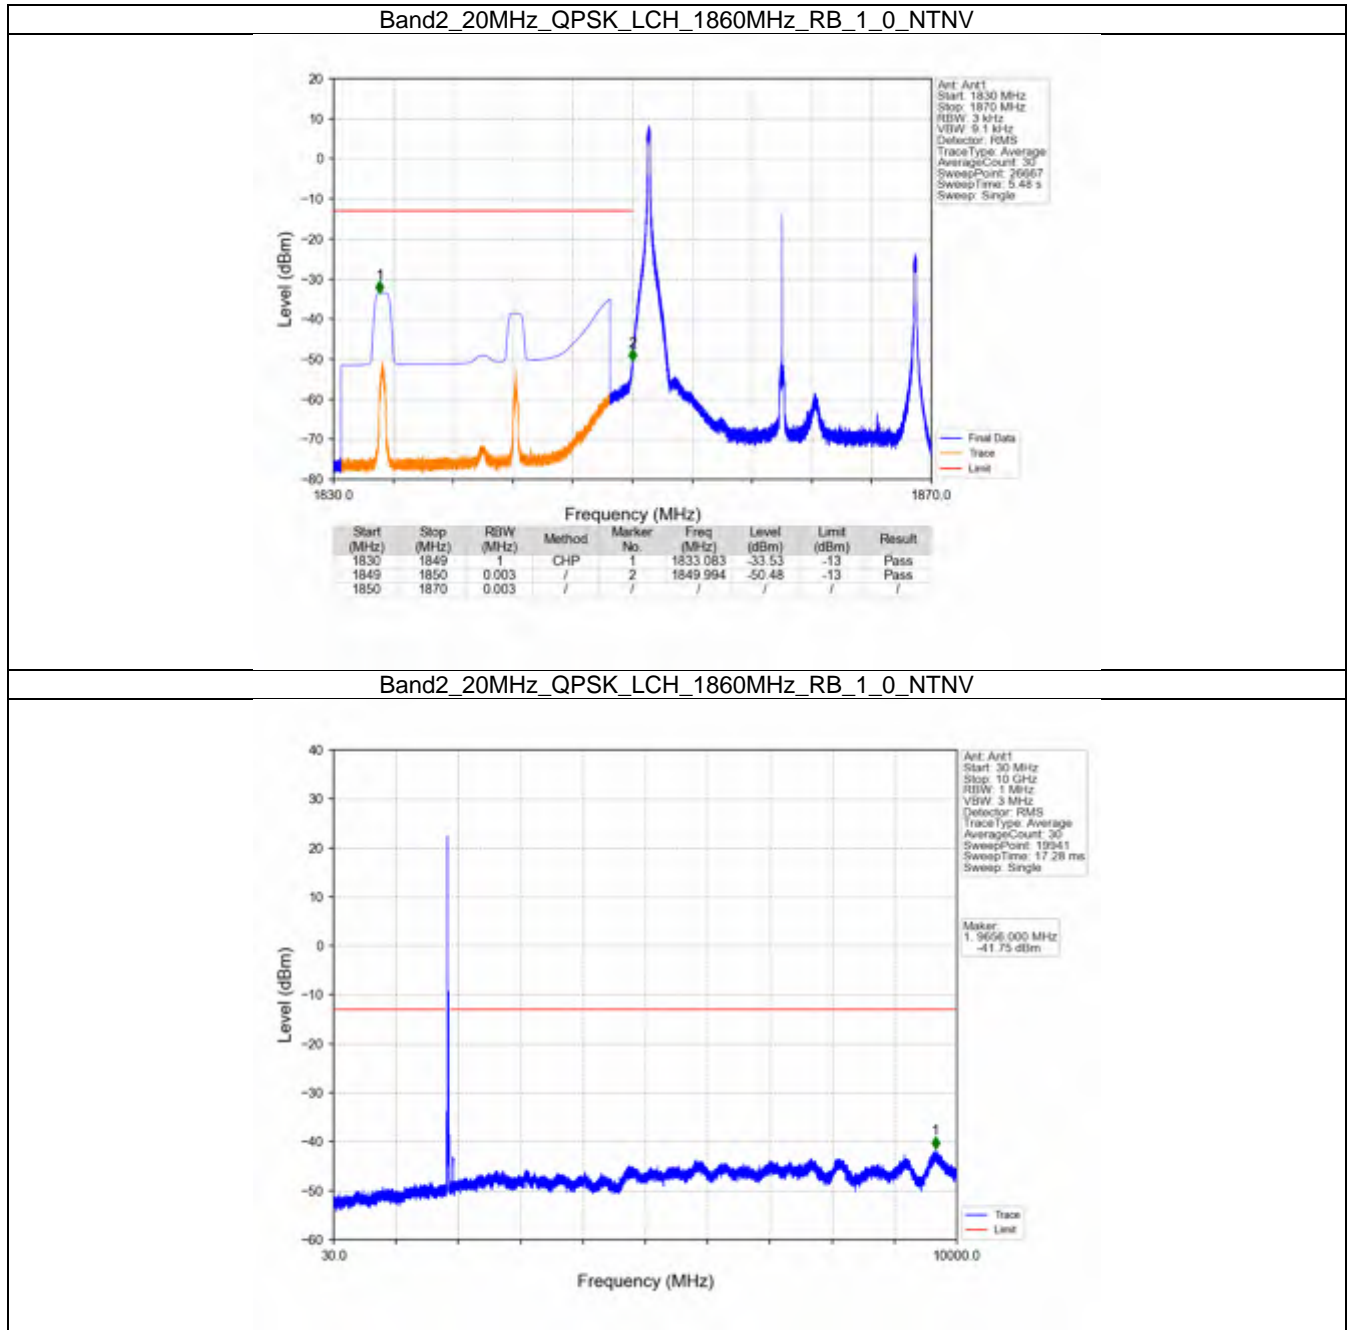 Band2_20MHz_QPSK_LCH_1860MHz_RB_1_0_NTNV
20
10
0
−10
−20
−30
−40
−50
−60
−70
−80
Level (dBm)
1
2
1830.0
1870.0
Frequency (MHz)
Ant: Ant1
Start: 1830 MHz
Stop: 1870 MHz
RBW: 3 kHz
VBW: 9.1 kHz
Detector: RMS
TraceType: Average
AverageCount: 30
SweepPoint: 26667
SweepTime: 5.48 s
Sweep: Single
Final Data
Trace
Limit
Start (MHz) Stop (MHz) RBW (MHz) Method Marker No. Freq (MHz) Level (dBm) Limit (dBm) Result
1830 1849 1 CHP 1 1833.083 -33.53 -13 Pass
1849 1850 0.003 / 2 1849.994 -50.48 -13 Pass
1850 1870 0.003 / / / / / /
Band2_20MHz_QPSK_LCH_1860MHz_RB_1_0_NTNV
40
30
20
10
0
−10
−20
−30
−40
−50
−60
Level (dBm)
1
30.0
10000.0
Frequency (MHz)
Ant: Ant1
Start: 30 MHz
Stop: 10 GHz
RBW: 1 MHz
VBW: 3 MHz
Detector: RMS
TraceType: Average
AverageCount: 30
SweepPoint: 19941
SweepTime: 17.28 ms
Sweep: Single
Maker:
1. 9656.000 MHz
-41.75 dBm
Trace
Limit